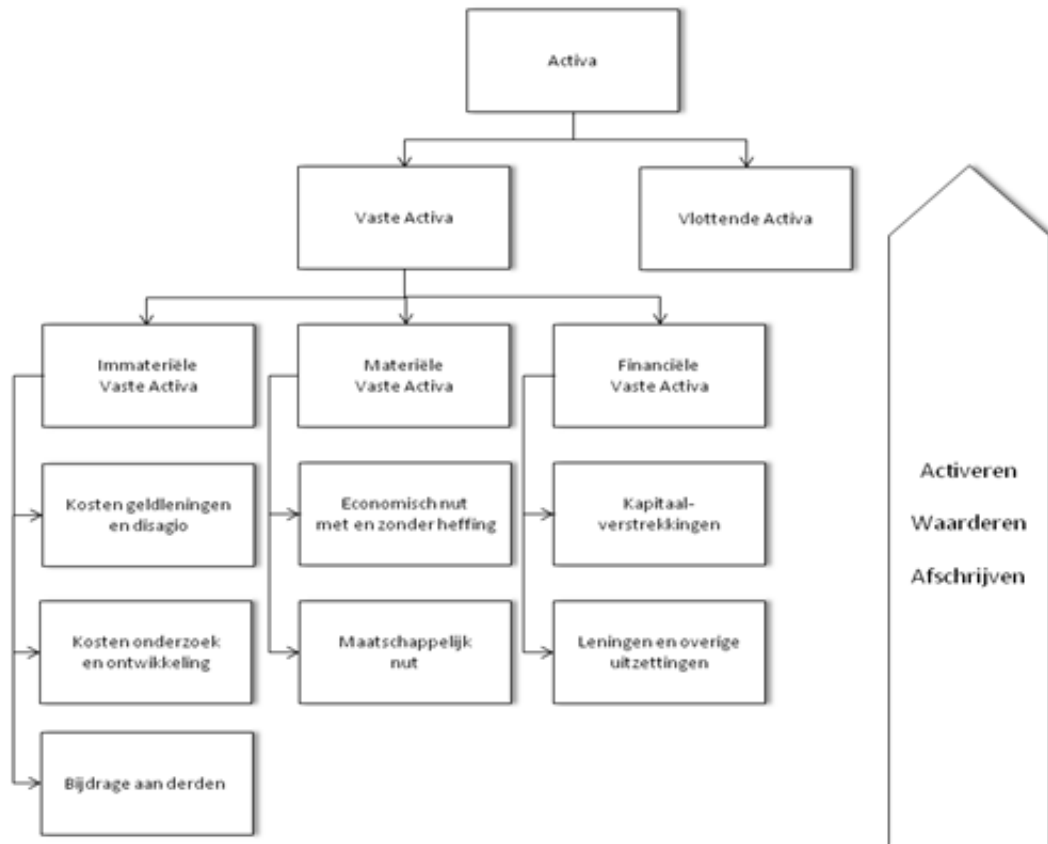 Activa
Vaste Activa
Vlottende Activa
Immateriële
Vaste Activa
Materiële
Vaste Activa
Financiële
Vaste Activa
Kosten geldleningen
en disagio
Economisch nut
met en zonder heffing
Kapitaal-
verstrekkingen
Kosten onderzoek
en ontwikkeling
Maatschappelijk
nut
Leningen en overige
uitzettingen
Bijdrage aan derden
Activeren
Waarderen
Afschrijven